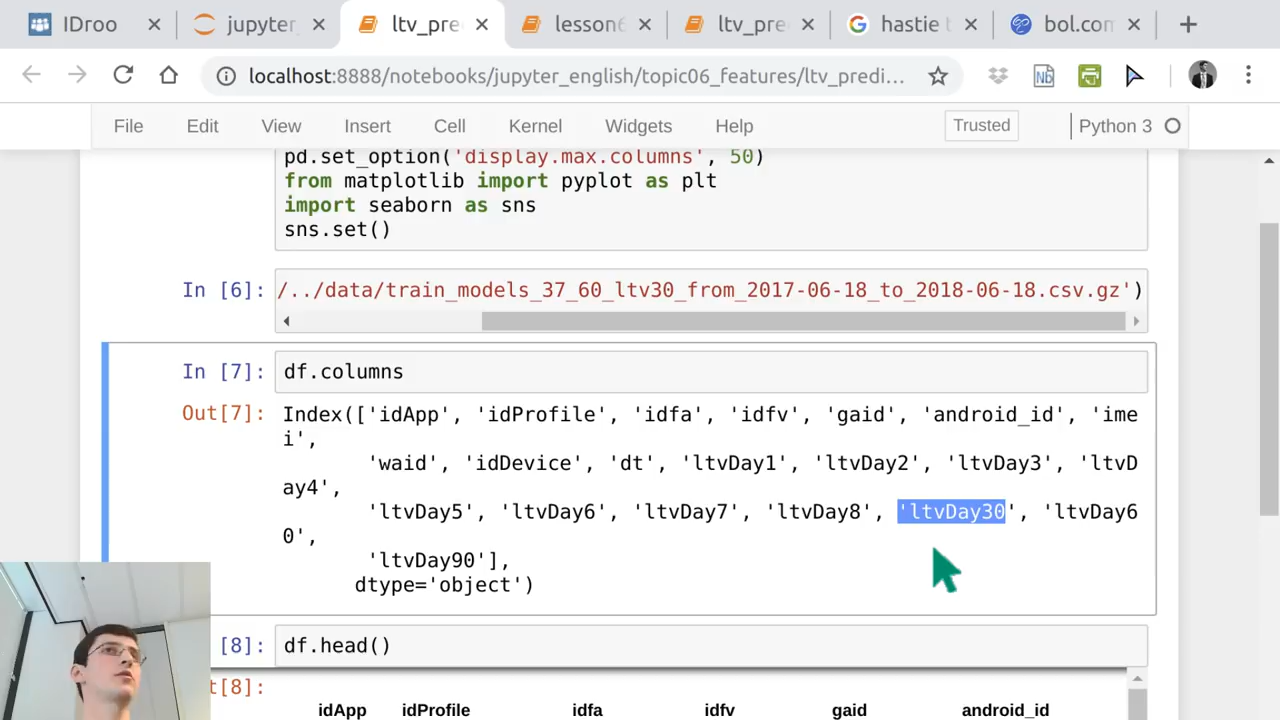 IDroo
jupyter_
ltv_pre
lesson6
ltv_pre
hastie t
bol.com
localhost:8888/notebooks/jupyter_english/topic06_features/ltv_predi…
Nb
File Edit View Insert Cell Kernel Widgets Help Trusted Python 3
pd.set_option('display.max.columns', 50)
from matplotlib import pyplot as plt
import seaborn as sns
sns.set()
In [6]: /../data/train_models_37_60_ltv30_from_2017-06-18_to_2018-06-18.csv.gz')
In [7]: df.columns
Out[7]: Index(['idApp', 'idProfile', 'idfa', 'idfv', 'gaid', 'android_id', 'ime
i',
'waid', 'idDevice', 'dt', 'ltvDay1', 'ltvDay2', 'ltvDay3', 'ltvD
ay4',
'ltvDay5', 'ltvDay6', 'ltvDay7', 'ltvDay8', 'ltvDay30', 'ltvDay6
0',
'ltvDay90'],
dtype='object')
[8]: df.head()
t[8]:
idApp idProfile idfa idfv gaid android_id